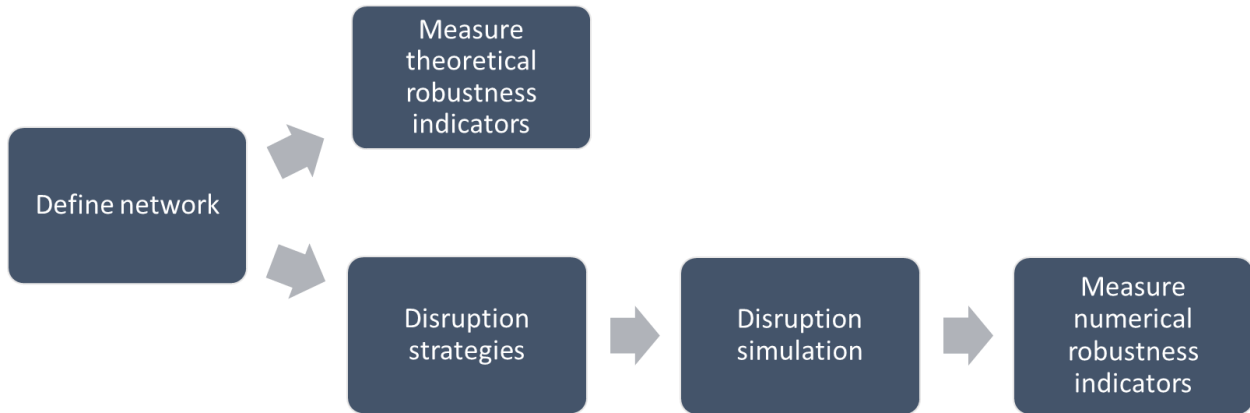 Measure
theoretical
robustness
indicators
Define network
Disruption
strategies
Disruption
simulation
Measure
numerical
robustness
indicators